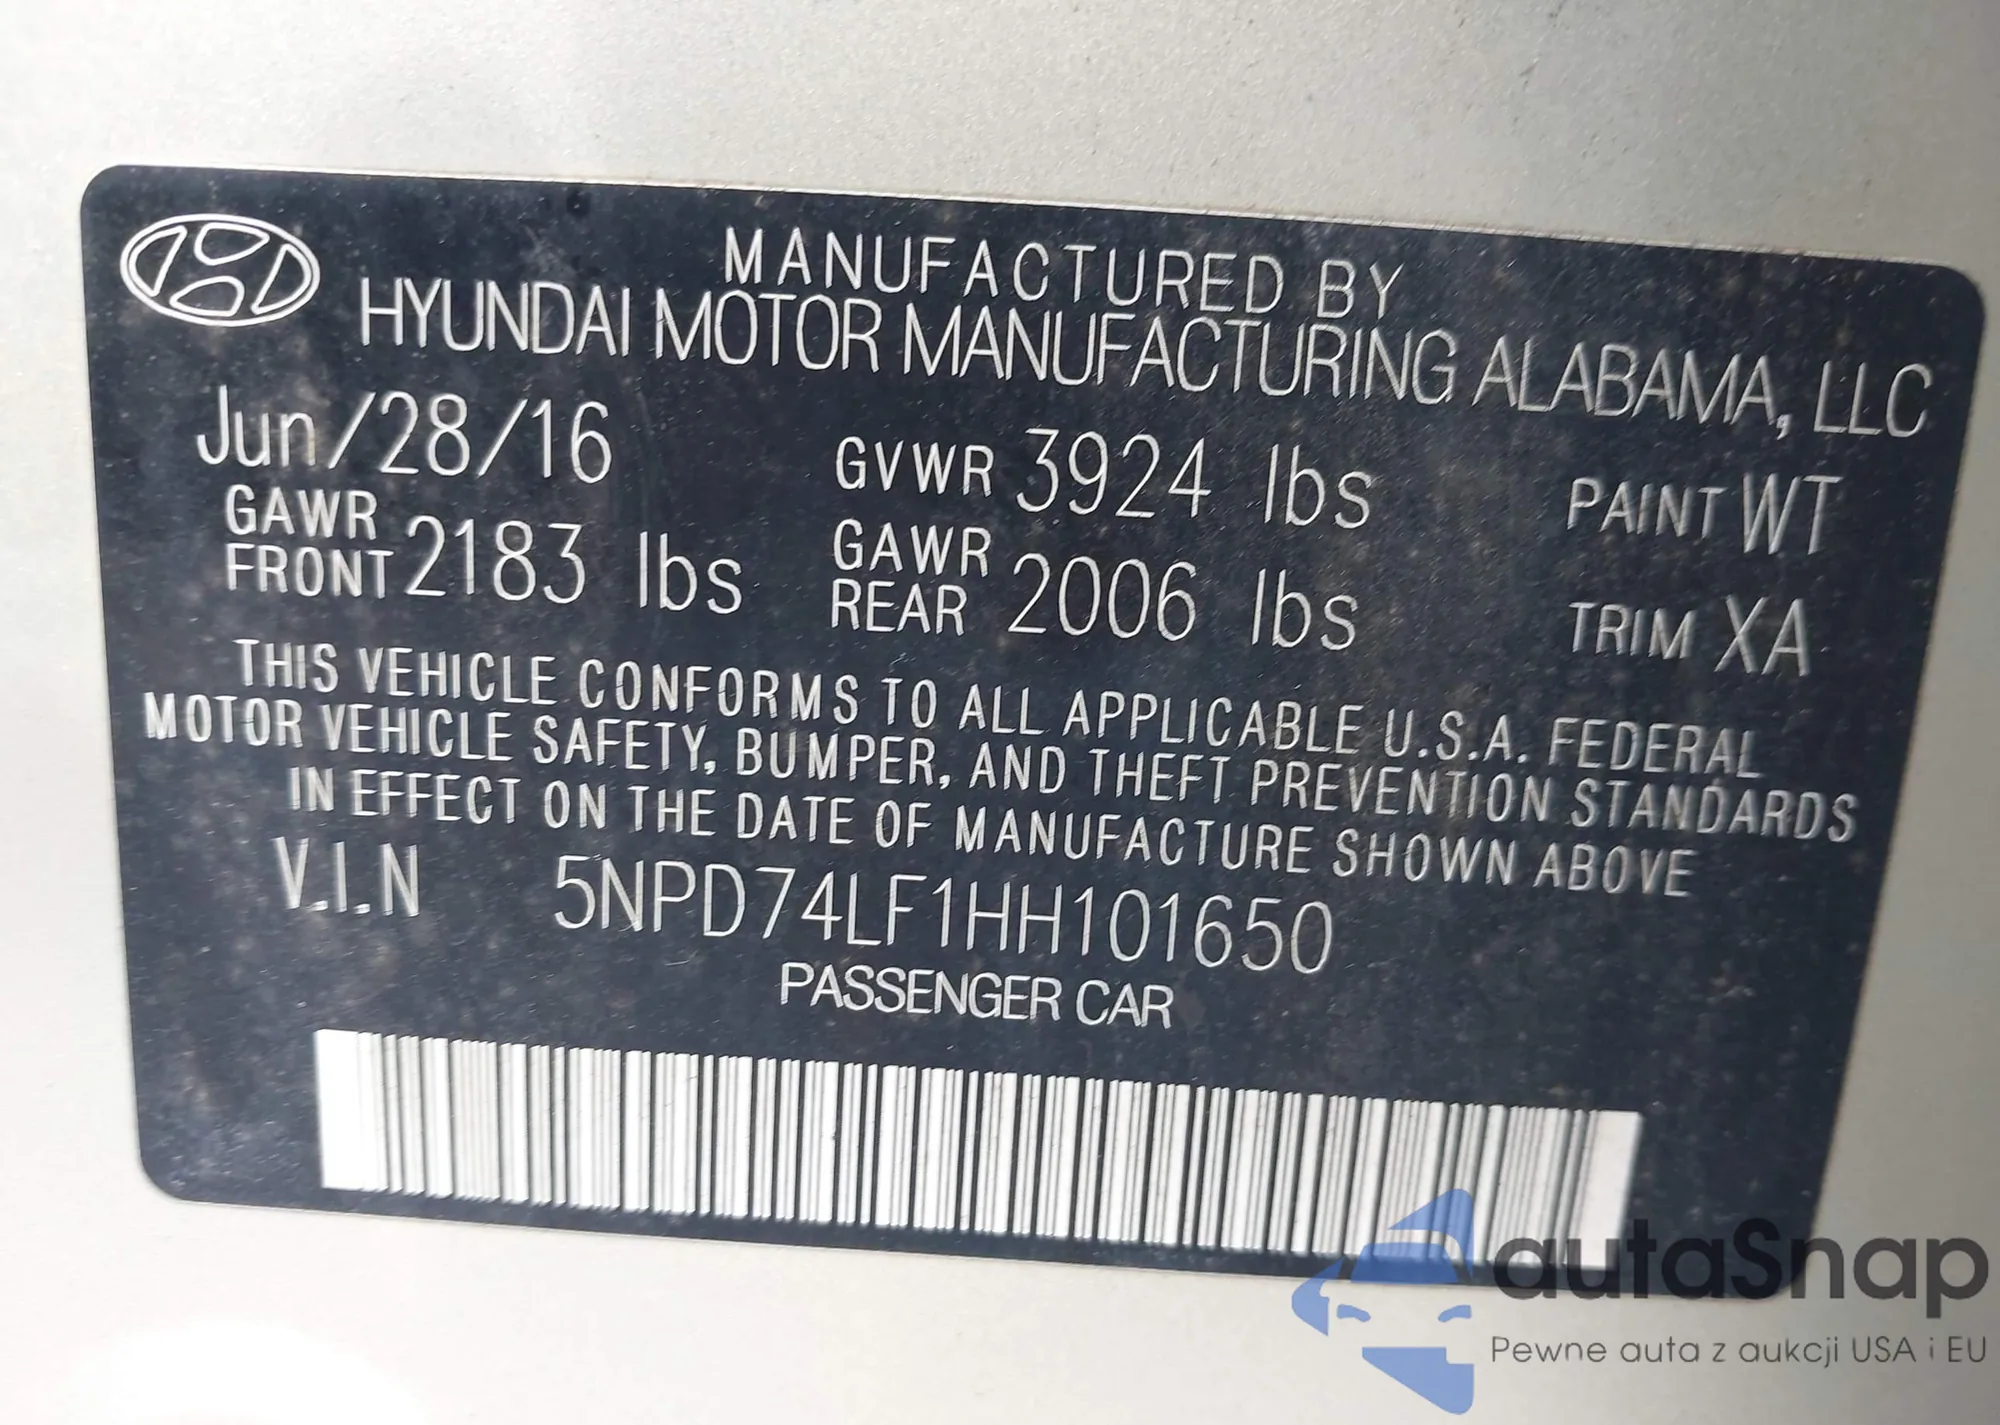 MANUFACTURED BY
HYUNDAI MOTOR MANUFACTURING ALABAMA, LLC
Jun/28/16 GVWR 3924 lbs PAINT WT
GAWR FRONT 2183 lbs GAWR REAR 2006 lbs TRIM XA
THIS VEHICLE CONFORMS TO ALL APPLICABLE U.S.A. FEDERAL
MOTOR VEHICLE SAFETY, BUMPER, AND THEFT PREVENTION STANDARDS
IN EFFECT ON THE DATE OF MANUFACTURE SHOWN ABOVE
V.I.N 5NPD74LF1HH101650
PASSENGER CAR
autaSnap
Pewne auta z aukcji USA i EU